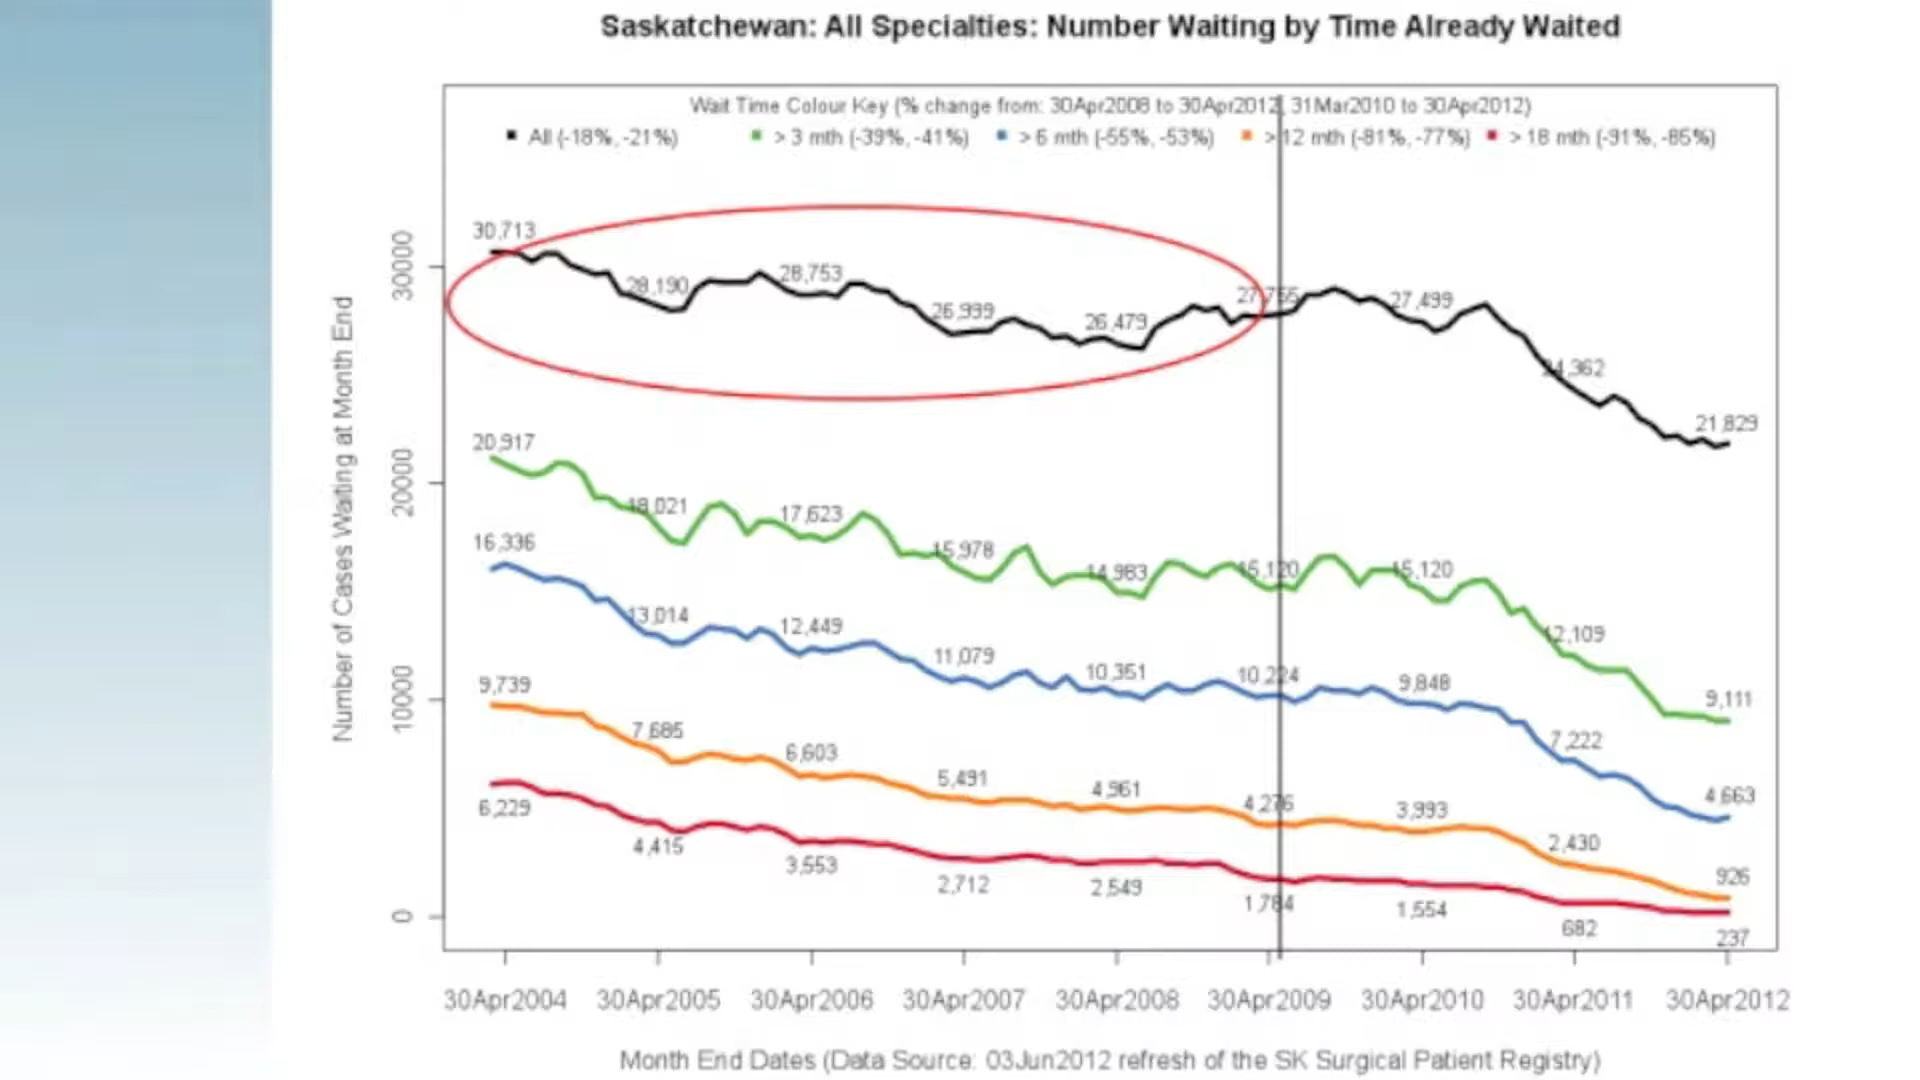 Saskatchewan: All Specialties: Number Waiting by Time Already Waited
Wait Time Colour Key (% change from: 30Apr2008 to 30Apr2012, 31Mar2010 to 30Apr2012)
All (-18%, -21%) > 3 mth (-39%, -41%) > 6 mth (-55%, -53%) > 12 mth (-81%, -77%) > 18 mth (-91%, -85%)
Number of Cases Waiting at Month End
30000
20000
10000
0
30,713 28,190 28,753 26,999 26,479 27,755 27,499 24,362 21,829
20,917 18,021 17,623 15,978 14,983 15,120 15,120 12,109 9,111
16,336 13,014 12,449 11,079 10,351 10,224 9,848 7,222 4,663
9,739 7,685 6,603 5,491 4,961 4,276 3,993 2,430 926
6,229 4,415 3,553 2,712 2,549 1,784 1,554 682 237
30Apr2004 30Apr2005 30Apr2006 30Apr2007 30Apr2008 30Apr2009 30Apr2010 30Apr2011 30Apr2012
Month End Dates (Data Source: 03Jun2012 refresh of the SK Surgical Patient Registry)